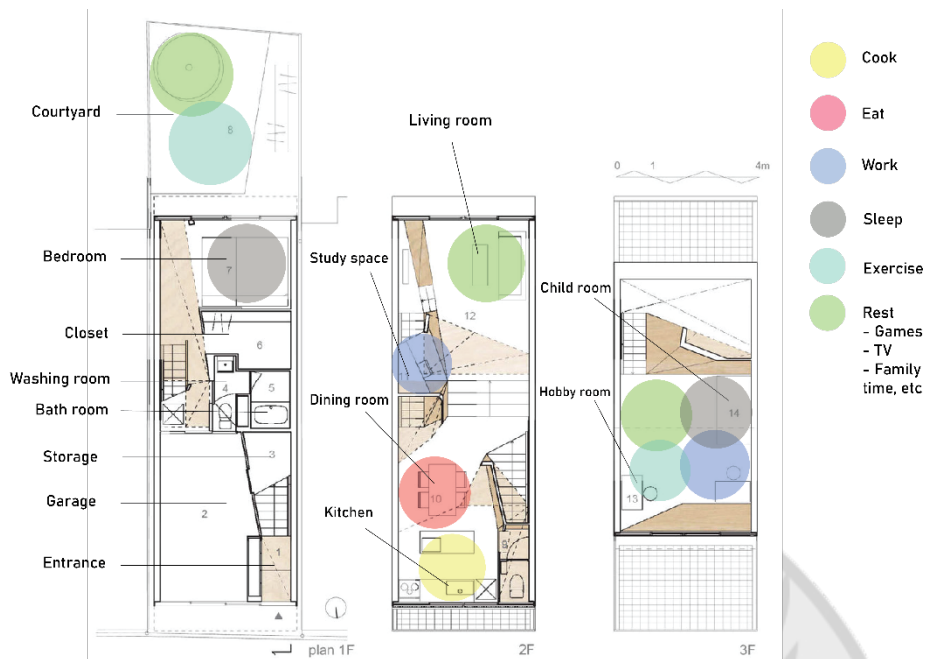 Courtyard
8
Bedroom
7
Closet
6
Washing room
4
5
Bath room
Storage
3
Garage
2
Entrance
1
plan 1F
Living room
Study space
12
11
Dining room
10
Kitchen
9
2F
0 1 4m
Child room
14
Hobby room
13
3F
Cook
Eat
Work
Sleep
Exercise
Rest
- Games
- TV
- Family
time, etc